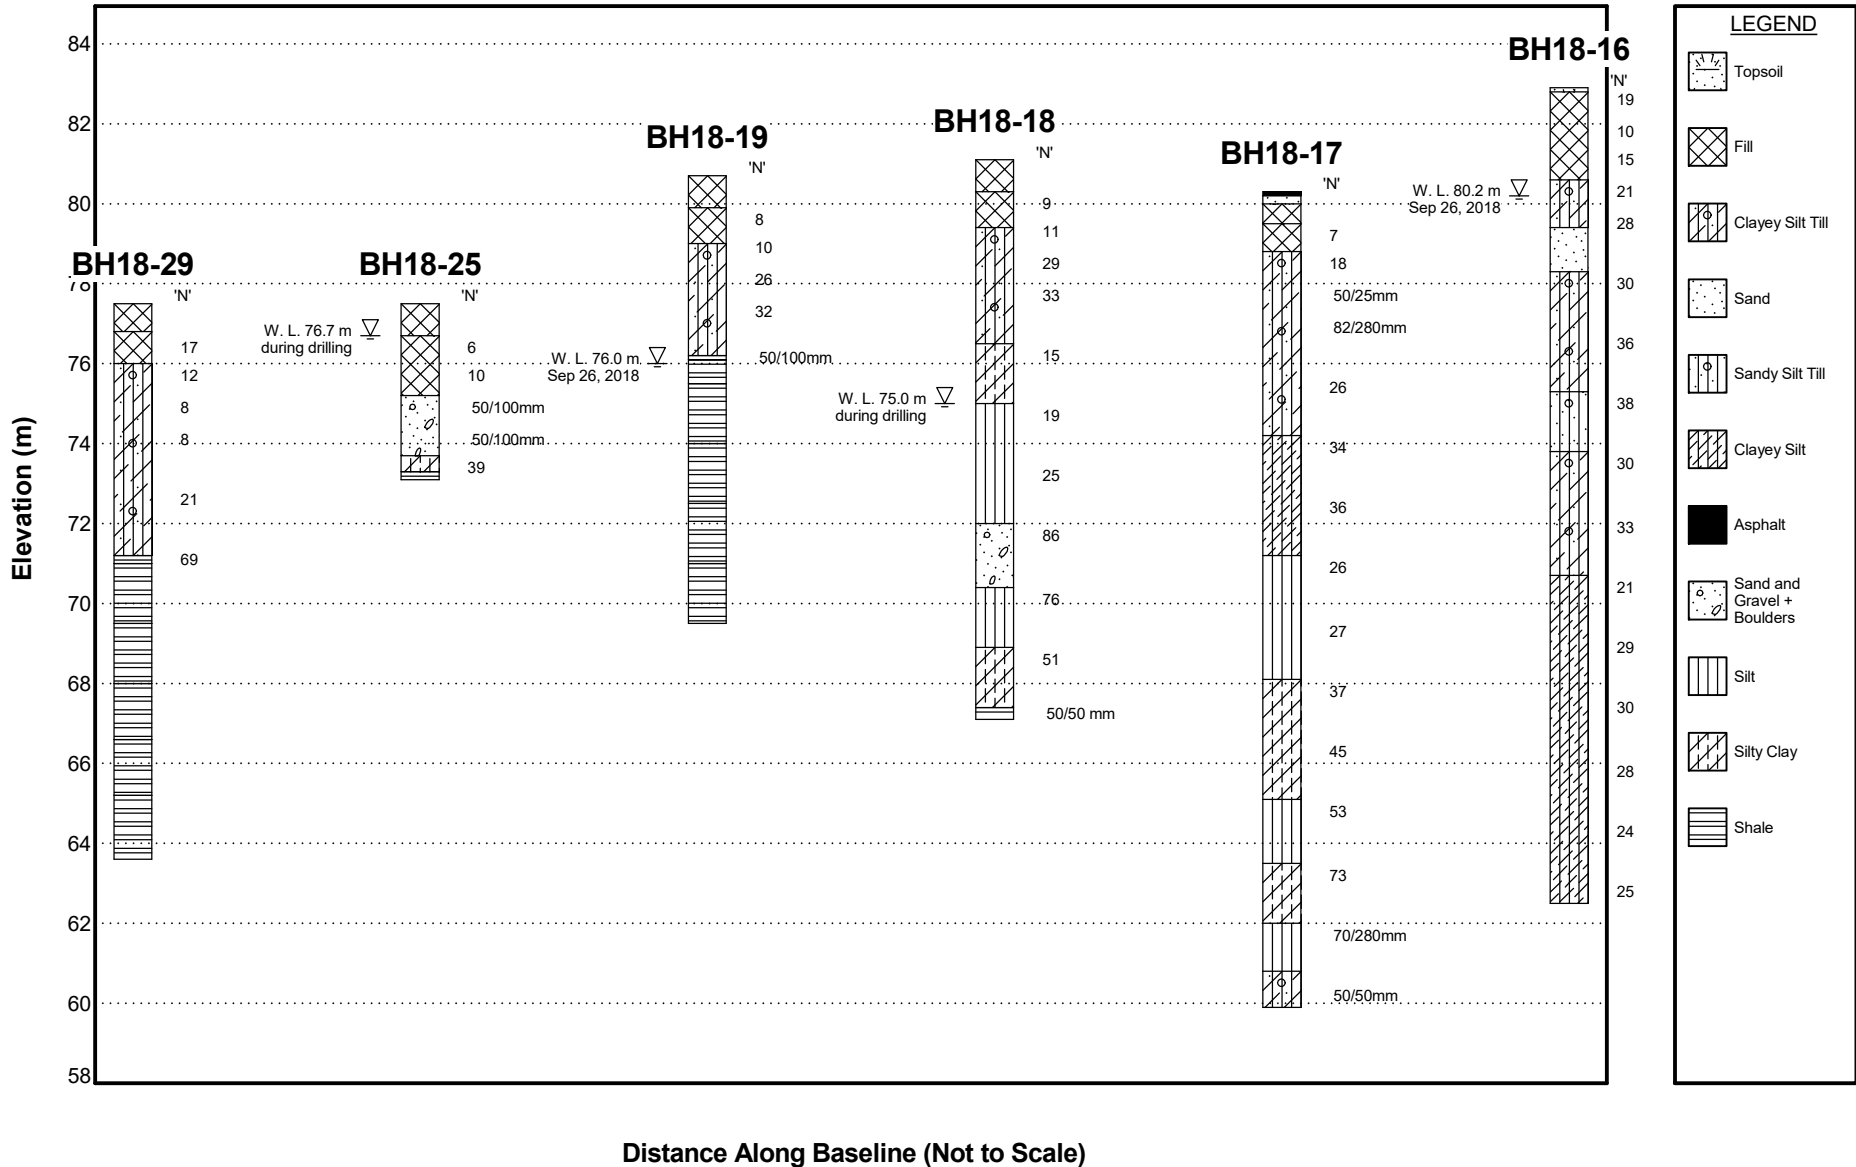 Elevation (m)
84
82
80
78
76
74
72
70
68
66
64
62
60
58
BH18-29
'N'
17
12
8
8
21
69
BH18-25
'N'
W. L. 76.7 m
during drilling
6
10
50/100mm
50/100mm
39
BH18-19
'N'
8
10
26
32
W. L. 76.0 m
Sep 26, 2018
50/100mm
BH18-18
'N'
9
11
29
33
15
W. L. 75.0 m
during drilling
19
25
86
76
51
50/50 mm
BH18-17
'N'
7
18
50/25mm
82/280mm
26
34
36
26
27
37
45
53
73
70/280mm
50/50mm
BH18-16
'N'
19
10
15
W. L. 80.2 m
Sep 26, 2018
21
28
30
36
38
30
33
21
29
30
28
24
25
Distance Along Baseline (Not to Scale)
LEGEND
Topsoil
Fill
Clayey Silt Till
Sand
Sandy Silt Till
Clayey Silt
Asphalt
Sand and
Gravel +
Boulders
Silt
Silty Clay
Shale